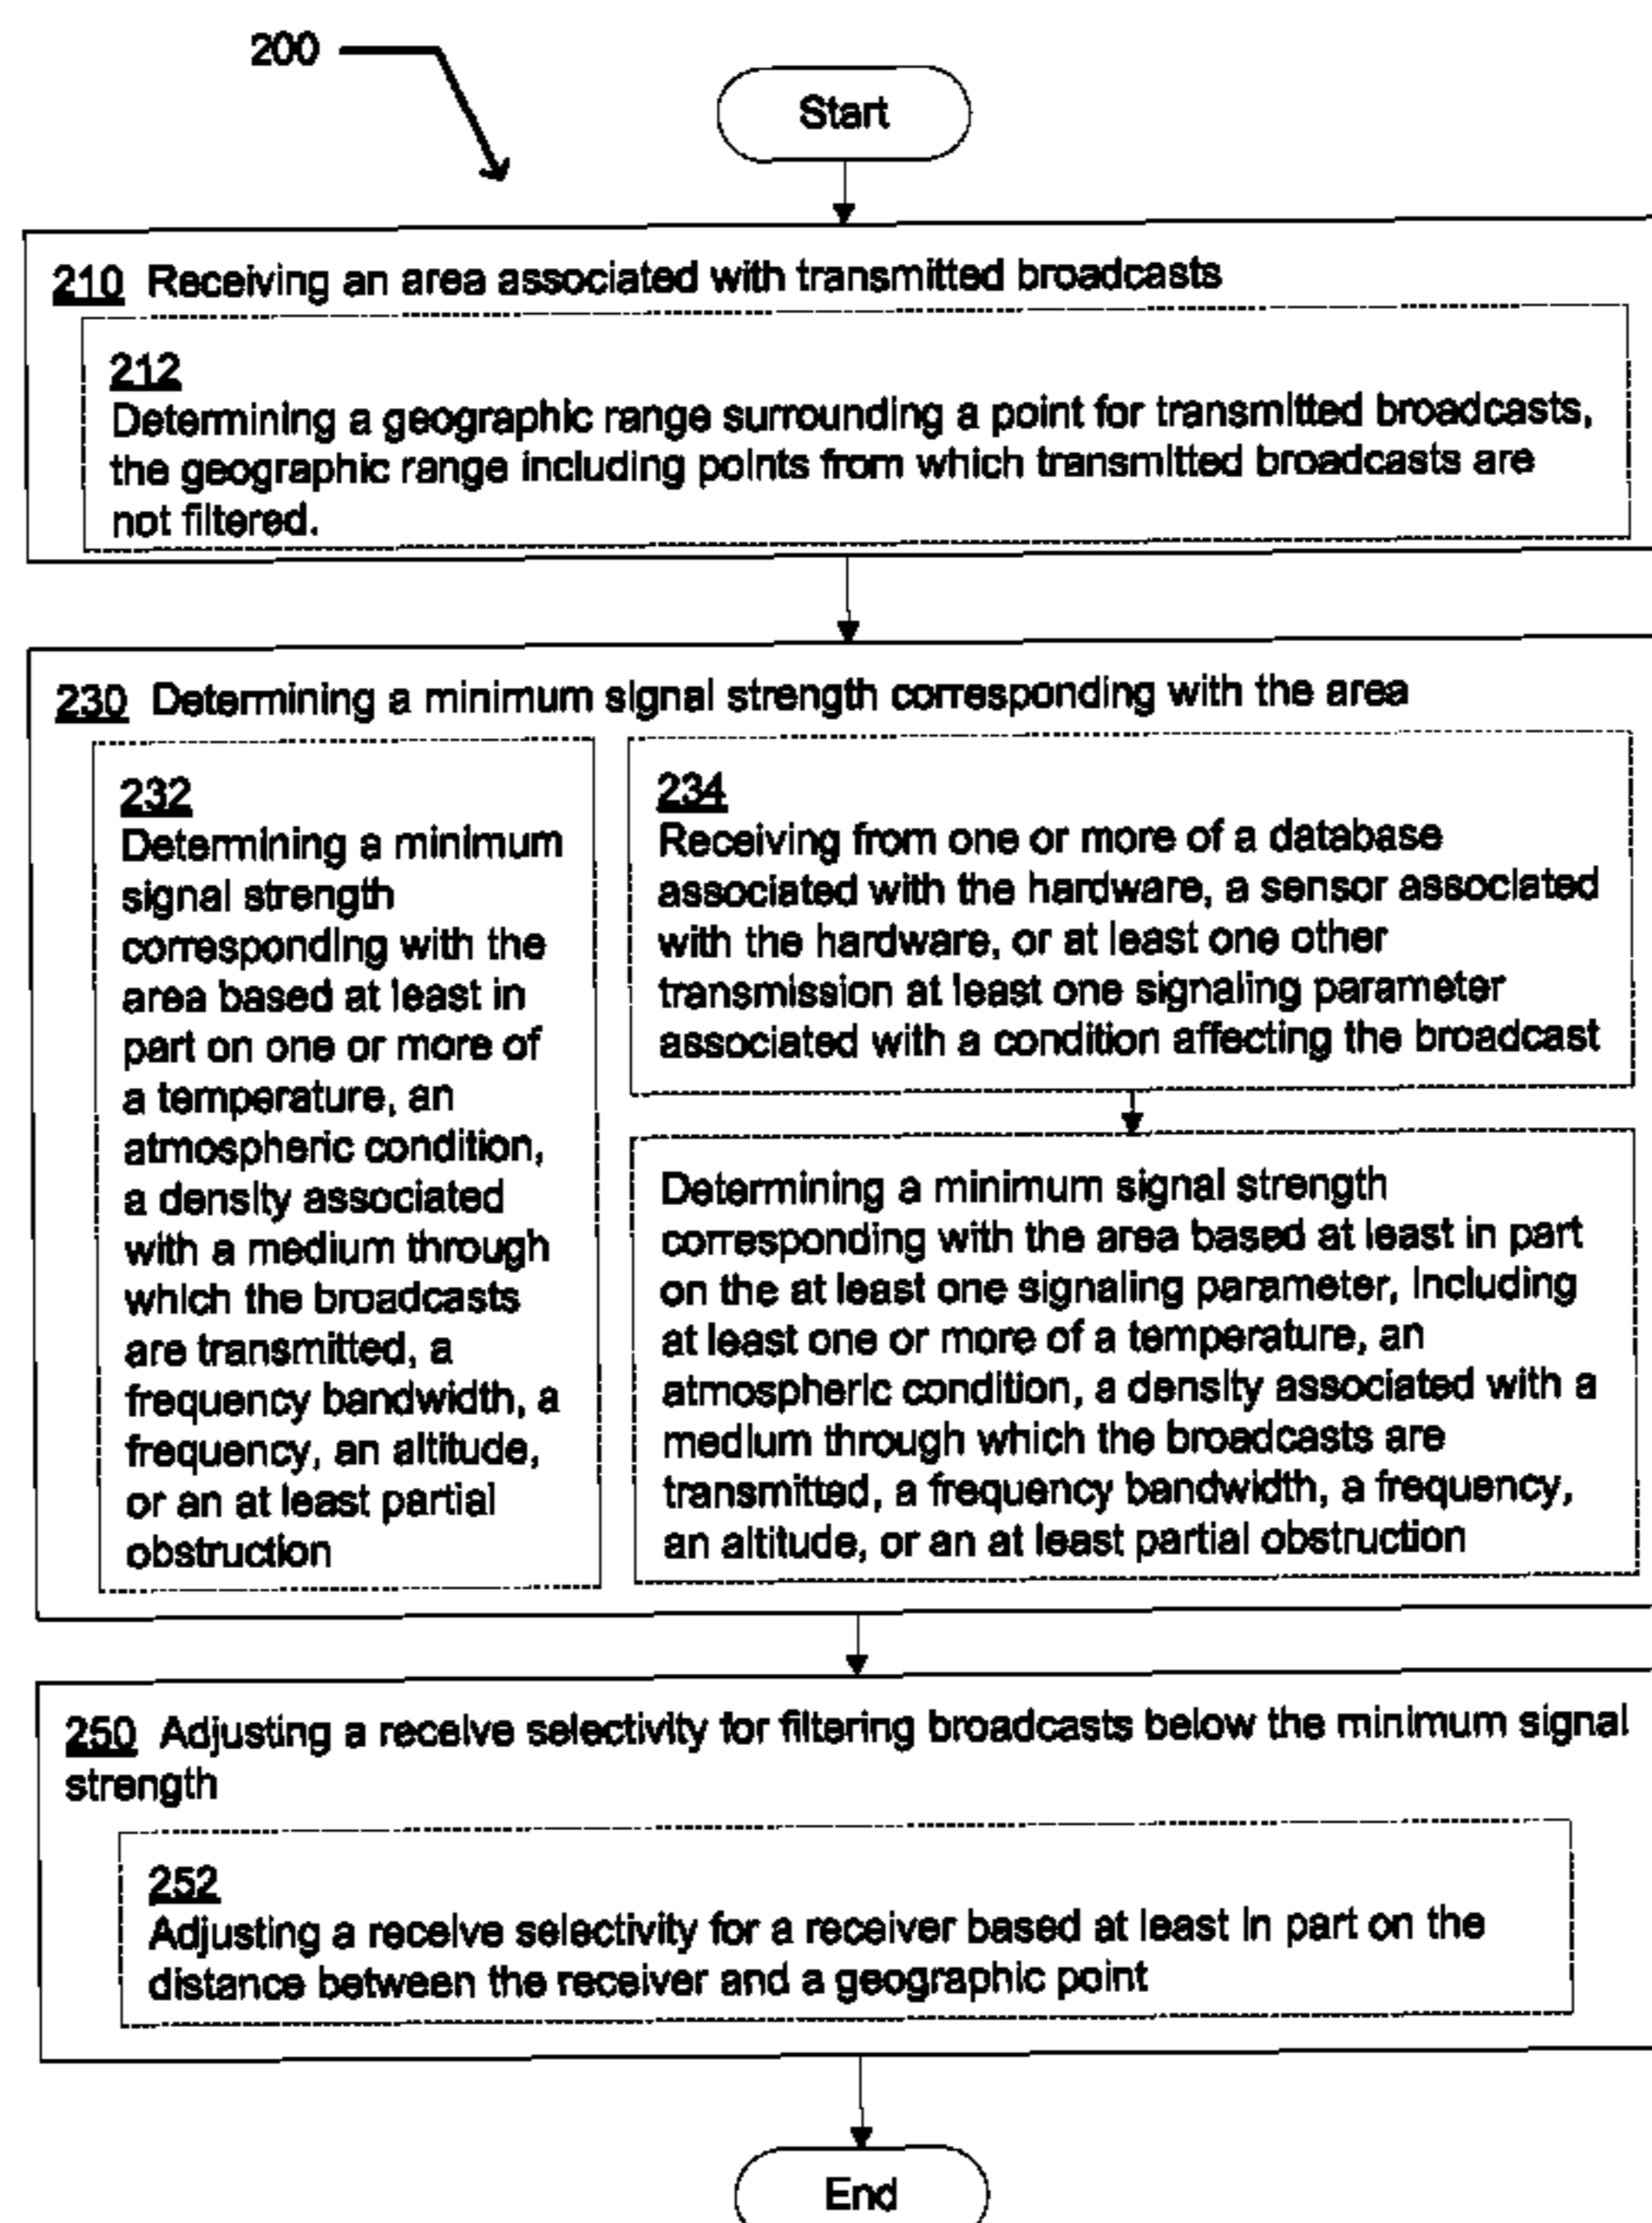 200
Start
210 Receiving an area associated with transmitted broadcasts
212
Determining a geographic range surrounding a point for transmitted broadcasts,
the geographic range including points from which transmitted broadcasts are
not filtered.
230 Determining a minimum signal strength corresponding with the area
232
Determining a minimum
signal strength
corresponding with the
area based at least in
part on one or more of
a temperature, an
atmospheric condition,
a density associated
with a medium through
which the broadcasts
are transmitted, a
frequency bandwidth, a
frequency, an altitude,
or an at least partial
obstruction
234
Receiving from one or more of a database
associated with the hardware, a sensor associated
with the hardware, or at least one other
transmission at least one signaling parameter
associated with a condition affecting the broadcast
Determining a minimum signal strength
corresponding with the area based at least in part
on the at least one signaling parameter, including
at least one or more of a temperature, an
atmospheric condition, a density associated with a
medium through which the broadcasts are
transmitted, a frequency bandwidth, a frequency,
an altitude, or an at least partial obstruction
250 Adjusting a receive selectivity for filtering broadcasts below the minimum signal
strength
252
Adjusting a receive selectivity for a receiver based at least in part on the
distance between the receiver and a geographic point
End